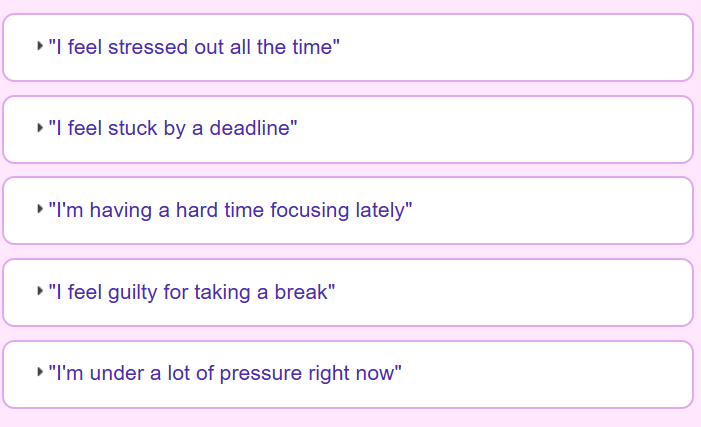 "I feel stressed out all the time"
"I feel stuck by a deadline"
"I'm having a hard time focusing lately"
"I feel guilty for taking a break"
"I'm under a lot of pressure right now"